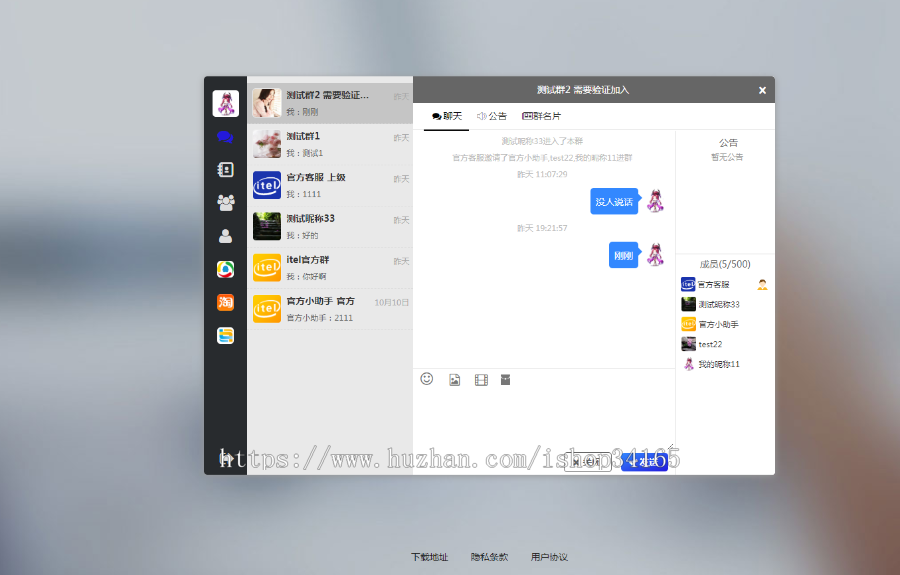 测试群2 需要验证加入
测试群2 需要验证... 昨天
我：刚刚
测试群1 昨天
我：测试1
官方客服 上级 昨天
我：1111
测试昵称33 昨天
我：好的
itel官方群 昨天
我：你好啊
官方小助手 官方 10月10日
官方小助手：2111
itel
itel
itel
淘
聊天 公告 群名片
测试昵称33进入了本群
官方客服邀请了官方小助手,test22,我的昵称11进群
昨天 11:07:29
没人说话
昨天 19:21:57
刚刚
公告
暂无公告
成员(5/500)
官方客服
测试昵称33
官方小助手
test22
我的昵称11
关闭 发送
https://www.huzhan.com/ishop34165
下载地址 隐私条款 用户协议